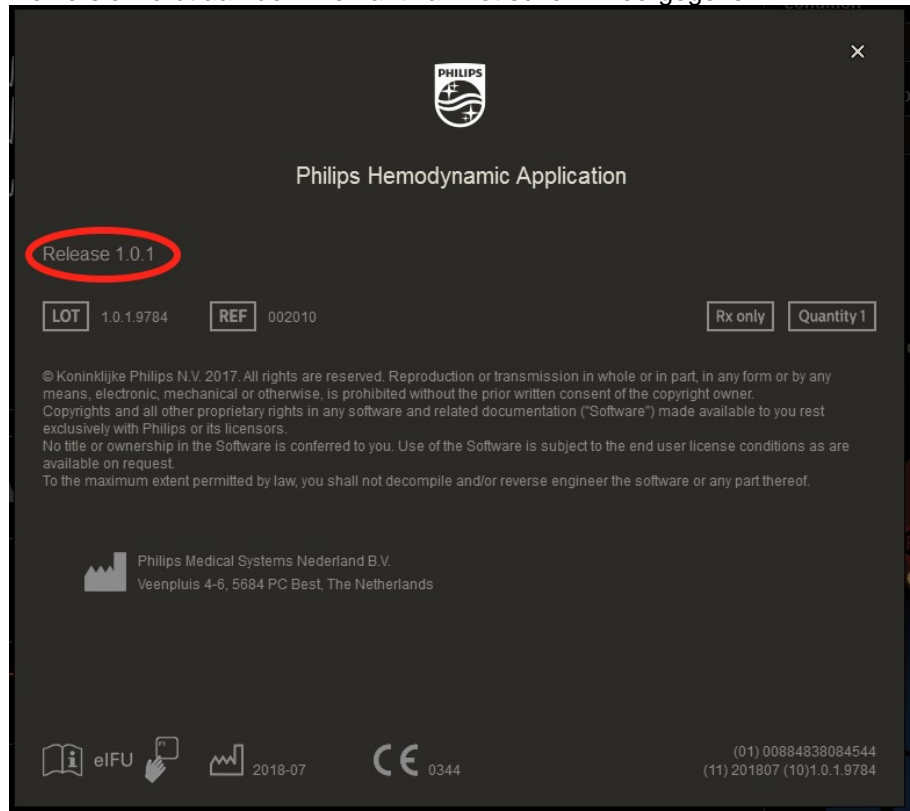 ×
PHILIPS
Philips Hemodynamic Application
Release 1.0.1
LOT 1.0.1.9784 REF 002010 Rx only Quantity 1
© Koninklijke Philips N.V. 2017. All rights are reserved. Reproduction or transmission in whole or in part, in any form or by any
means, electronic, mechanical or otherwise, is prohibited without the prior written consent of the copyright owner.
Copyrights and all other proprietary rights in any software and related documentation ("Software") made available to you rest
exclusively with Philips or its licensors.
No title or ownership in the Software is conferred to you. Use of the Software is subject to the end user license conditions as are
available on request.
To the maximum extent permitted by law, you shall not decompile and/or reverse engineer the software or any part thereof.
Philips Medical Systems Nederland B.V.
Veenpluis 4-6, 5684 PC Best, The Netherlands
eIFU F1 2018-07 CE 0344
(01) 00884838084544
(11) 201807 (10)1.0.1.9784